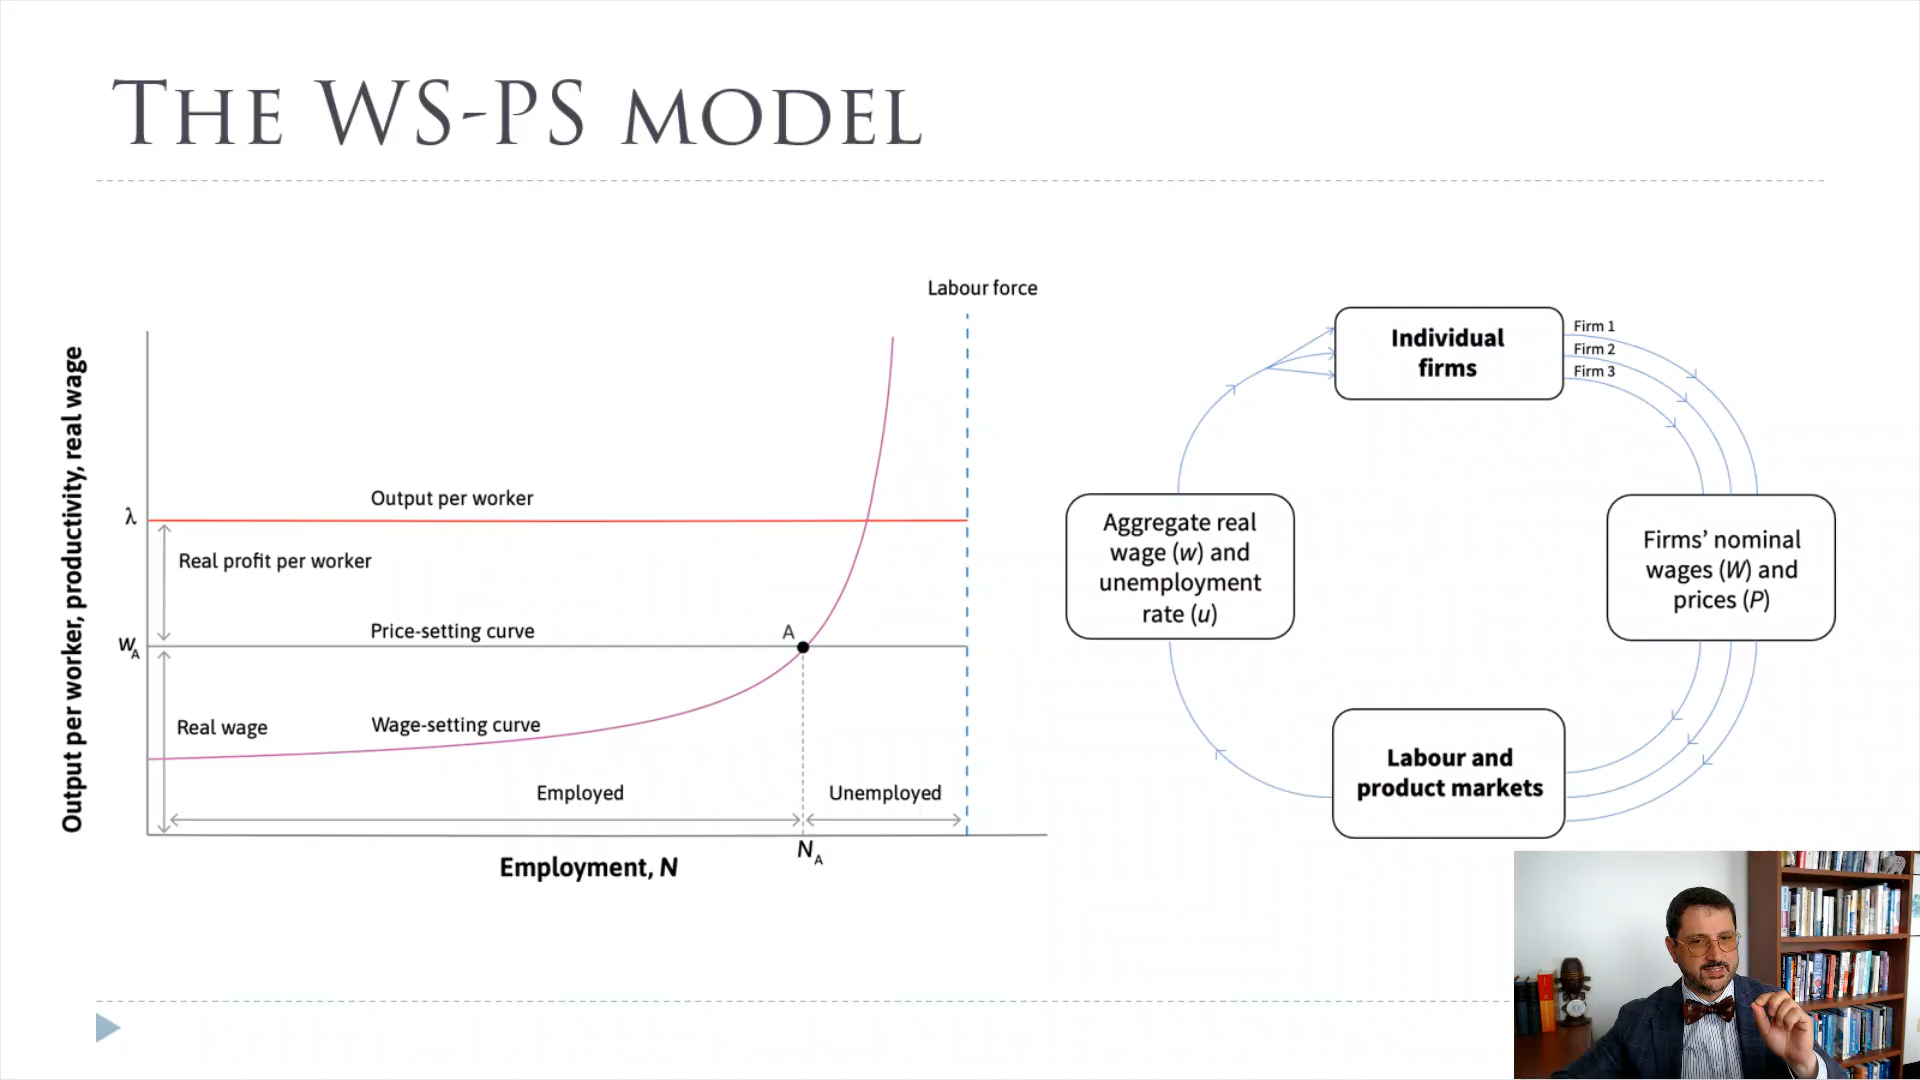 THE WS-PS MODEL
Labour force
Output per worker, productivity, real wage
Output per worker
λ
Real profit per worker
Price-setting curve
A
wA
Real wage
Wage-setting curve
Employed
Unemployed
NA
Employment, N
Individual
firms
Firm 1
Firm 2
Firm 3
Aggregate real
wage (w) and
unemployment
rate (u)
Firms’ nominal
wages (W) and
prices (P)
Labour and
product markets